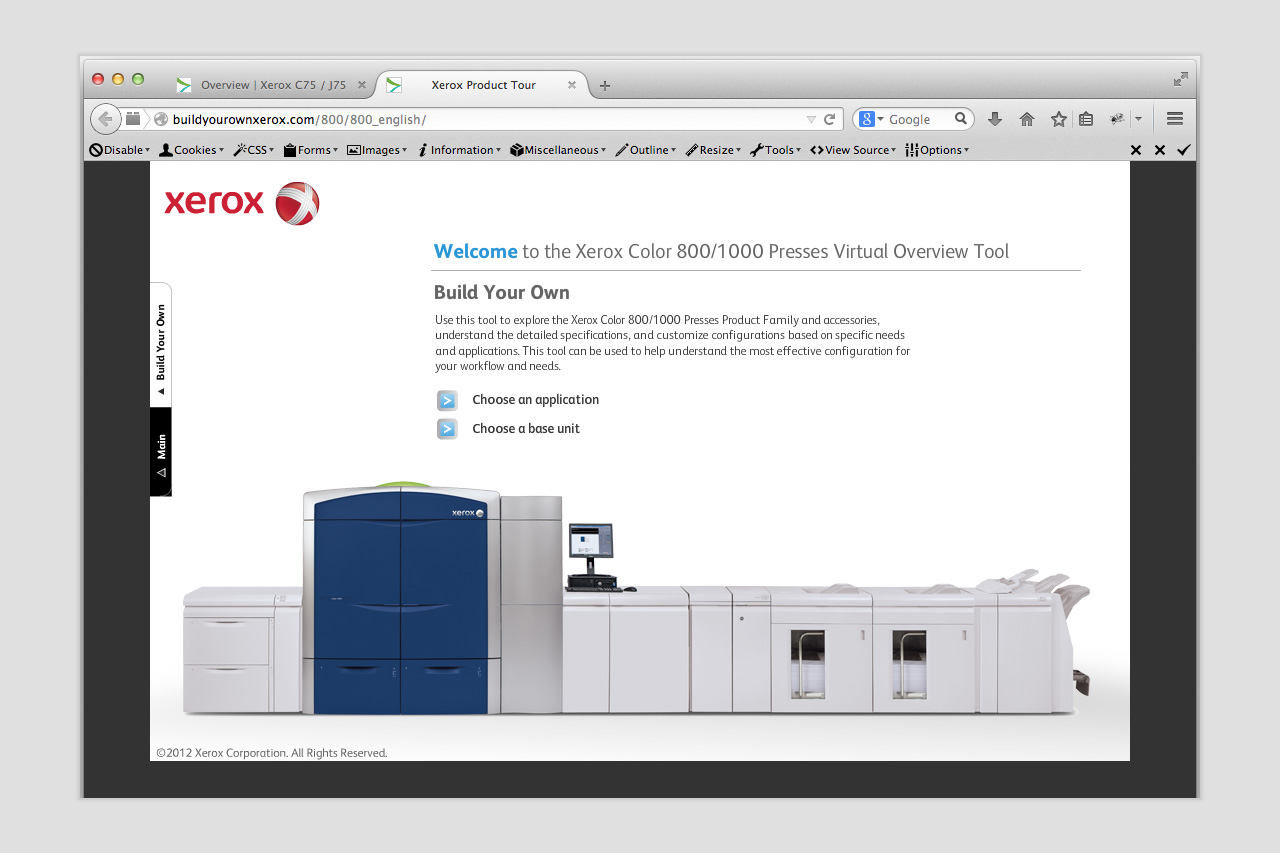 Overview | Xerox C75 / J75
Xerox Product Tour
buildyourownxerox.com/800/800_english/
Google
Disable Cookies CSS Forms Images Information Miscellaneous Outline Resize Tools View Source Options
xerox
Welcome to the Xerox Color 800/1000 Presses Virtual Overview Tool
Build Your Own
Use this tool to explore the Xerox Color 800/1000 Presses Product Family and accessories,
understand the detailed specifications, and customize configurations based on specific needs
and applications. This tool can be used to help understand the most effective configuration for
your workflow and needs.
Choose an application
Choose a base unit
Build Your Own
Main
xerox
©2012 Xerox Corporation. All Rights Reserved.